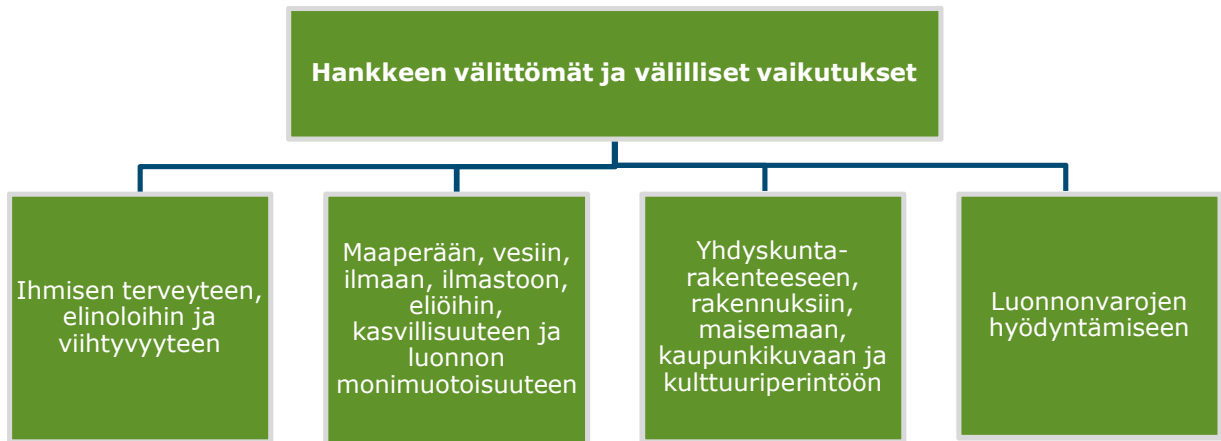 Hankkeen välittömät ja välilliset vaikutukset
Ihmisen terveyteen,
elinoloihin ja
viihtyvyyteen
Maaperään, vesiin,
ilmaan, ilmastoon,
eliöihin,
kasvillisuuteen ja
luonnon
monimuotoisuuteen
Yhdyskunta-
rakenteeseen,
rakennuksiin,
maisemaan,
kaupunkikuvaan ja
kulttuuriperintöön
Luonnonvarojen
hyödyntämiseen